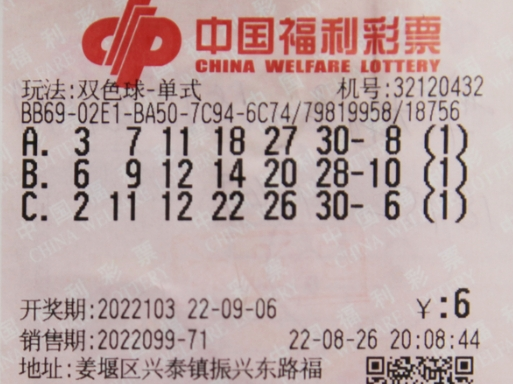 中国福利彩票
CHINA WELFARE LOTTERY
玩法:双色球-单式 机号:32120432
BB69-02E1-BA50-7C94-6C74/79819958/18756
A. 3 7 11 18 27 30- 8 (1)
B. 6 9 12 14 20 28-10 (1)
C. 2 11 12 22 26 30- 6 (1)
开奖期:2022103 22-09-06 ¥:6
销售期:2022099-71 22-08-26 20:08:44
地址:姜堰区兴泰镇振兴东路福